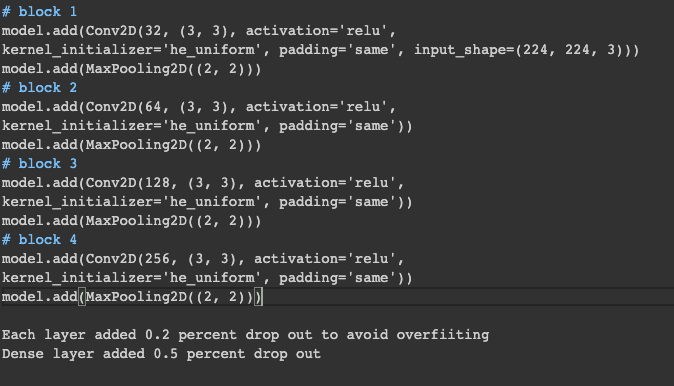 # block 1
model.add(Conv2D(32, (3, 3), activation='relu',
kernel_initializer='he_uniform', padding='same', input_shape=(224, 224, 3)))
model.add(MaxPooling2D((2, 2)))
# block 2
model.add(Conv2D(64, (3, 3), activation='relu',
kernel_initializer='he_uniform', padding='same'))
model.add(MaxPooling2D((2, 2)))
# block 3
model.add(Conv2D(128, (3, 3), activation='relu',
kernel_initializer='he_uniform', padding='same'))
model.add(MaxPooling2D((2, 2)))
# block 4
model.add(Conv2D(256, (3, 3), activation='relu',
kernel_initializer='he_uniform', padding='same'))
model.add(MaxPooling2D((2, 2)))
Each layer added 0.2 percent drop out to avoid overfiiting
Dense layer added 0.5 percent drop out